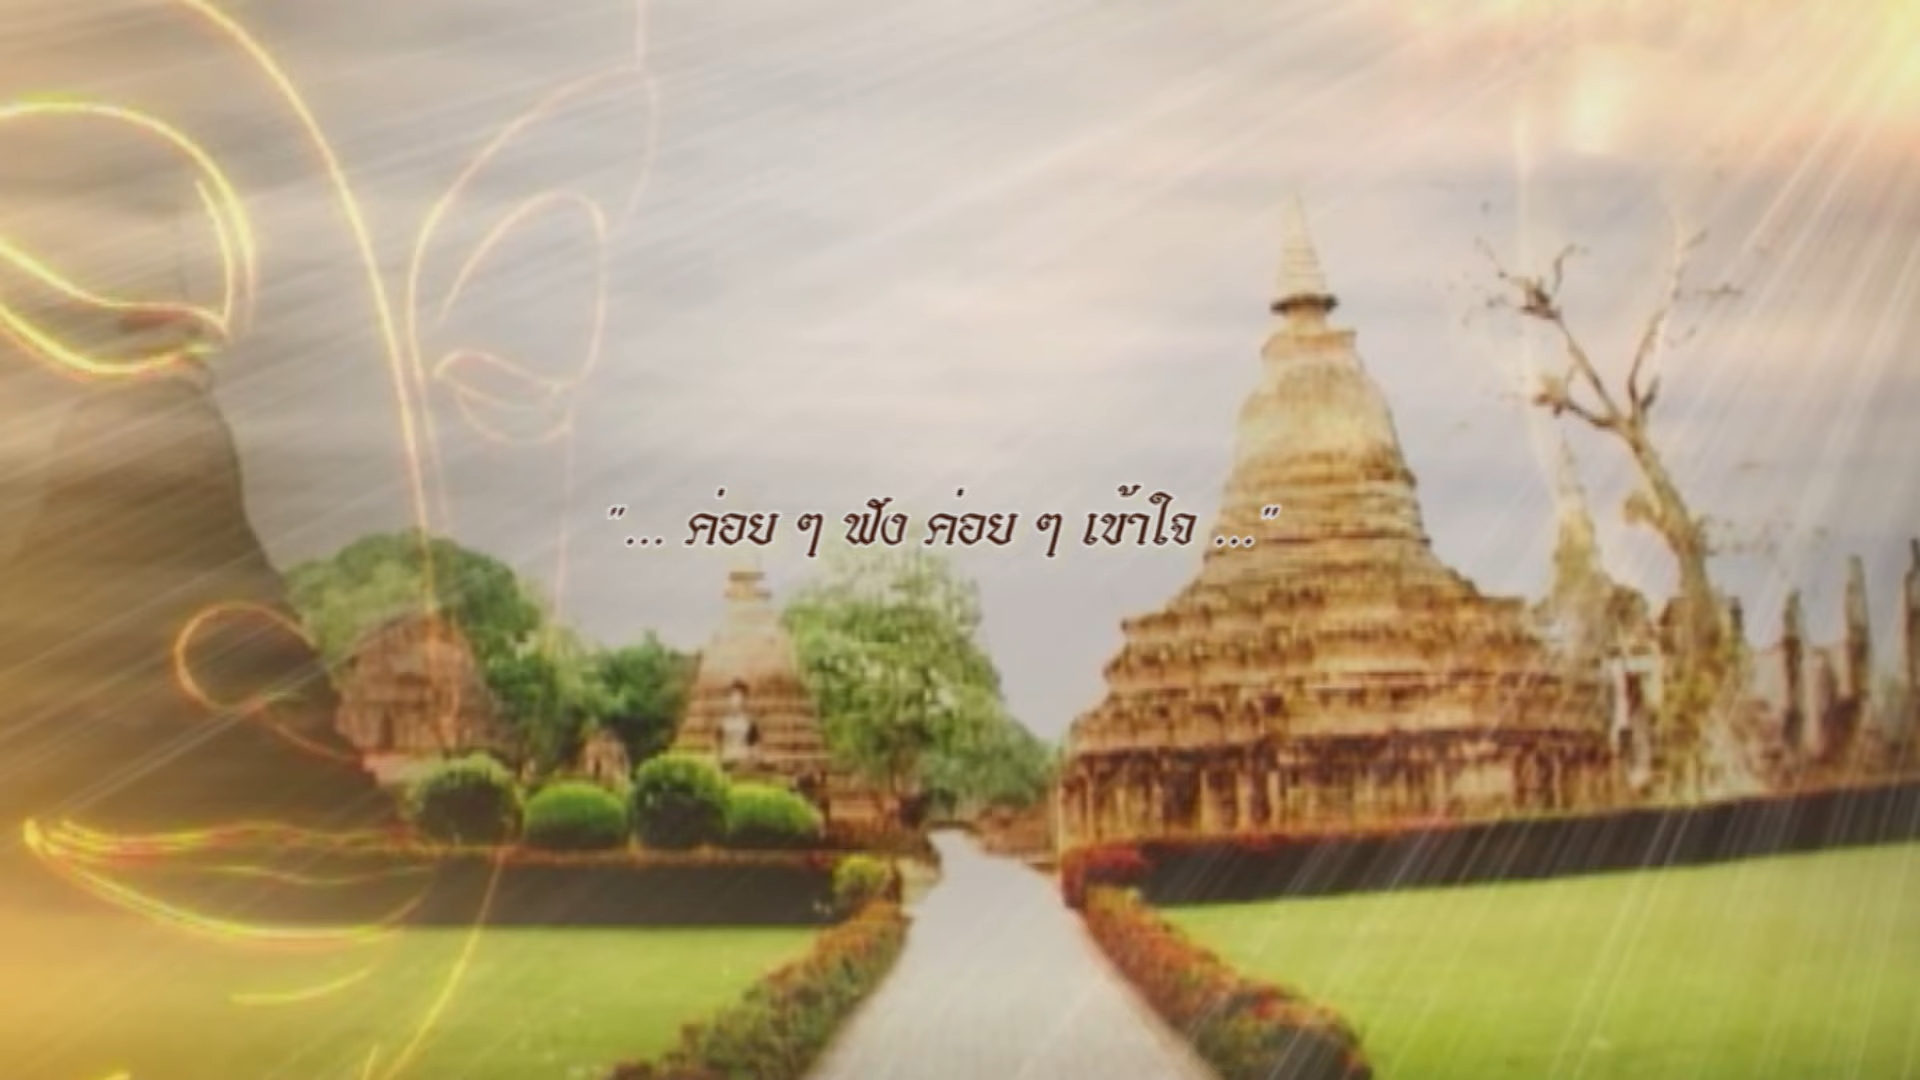 "... ค่อย ๆ ฟัง ค่อย ๆ เข้าใจ ..."